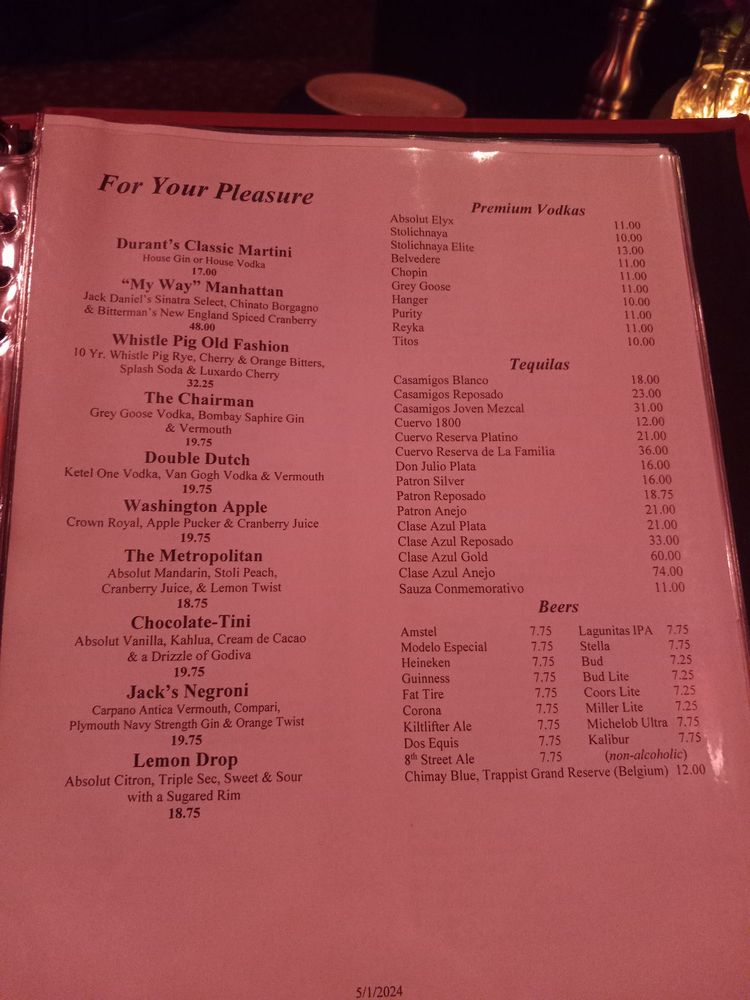 For Your Pleasure
Durant's Classic Martini
House Gin or House Vodka
17.00
“My Way” Manhattan
Jack Daniel's Sinatra Select, Chinato Borgagno
& Bitterman's New England Spiced Cranberry
48.00
Whistle Pig Old Fashion
10 Yr. Whistle Pig Rye, Cherry & Orange Bitters,
Splash Soda & Luxardo Cherry
32.25
The Chairman
Grey Goose Vodka, Bombay Saphire Gin
& Vermouth
19.75
Double Dutch
Ketel One Vodka, Van Gogh Vodka & Vermouth
19.75
Washington Apple
Crown Royal, Apple Pucker & Cranberry Juice
19.75
The Metropolitan
Absolut Mandarin, Stoli Peach,
Cranberry Juice, & Lemon Twist
18.75
Chocolate-Tini
Absolut Vanilla, Kahlua, Cream de Cacao
& a Drizzle of Godiva
19.75
Jack's Negroni
Carpano Antica Vermouth, Compari,
Plymouth Navy Strength Gin & Orange Twist
19.75
Lemon Drop
Absolut Citron, Triple Sec, Sweet & Sour
with a Sugared Rim
18.75
Premium Vodkas
Absolut Elyx 11.00
Stolichnaya 10.00
Stolichnaya Elite 13.00
Belvedere 11.00
Chopin 11.00
Grey Goose 11.00
Hanger 10.00
Purity 11.00
Reyka 11.00
Titos 10.00
Tequilas
Casamigos Blanco 18.00
Casamigos Reposado 23.00
Casamigos Joven Mezcal 31.00
Cuervo 1800 12.00
Cuervo Reserva Platino 21.00
Cuervo Reserva de La Familia 36.00
Don Julio Plata 16.00
Patron Silver 16.00
Patron Reposado 18.75
Patron Anejo 21.00
Clase Azul Plata 21.00
Clase Azul Reposado 33.00
Clase Azul Gold 60.00
Clase Azul Anejo 74.00
Sauza Conmemorativo 11.00
Beers
Amstel 7.75 Lagunitas IPA 7.75
Modelo Especial 7.75 Stella 7.75
Heineken 7.75 Bud 7.25
Guinness 7.75 Bud Lite 7.25
Fat Tire 7.75 Coors Lite 7.25
Corona 7.75 Miller Lite 7.25
Kiltlifter Ale 7.75 Michelob Ultra 7.75
Dos Equis 7.75 Kalibur 7.75
8th Street Ale 7.75 (non-alcoholic)
Chimay Blue, Trappist Grand Reserve (Belgium) 12.00
5/1/2024